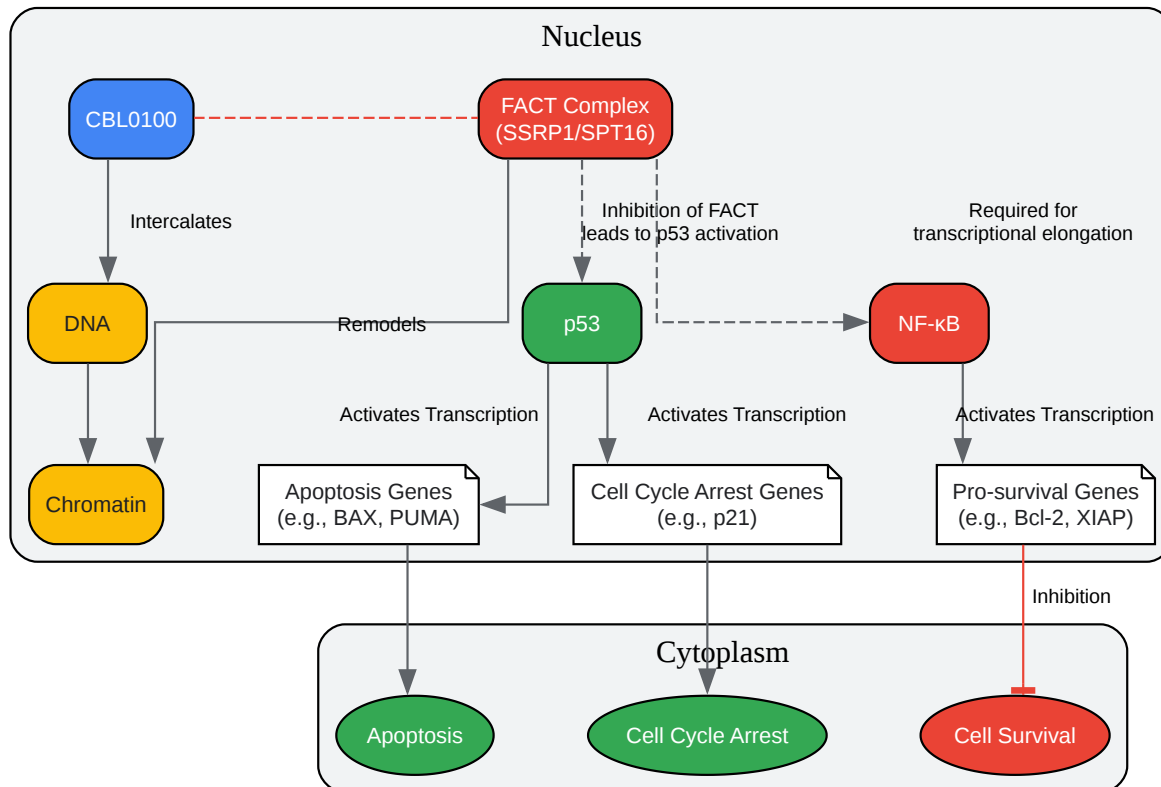 Nucleus
CBL0100
FACT Complex
(SSRP1/SPT16)
Intercalates
Inhibition of FACT
leads to p53 activation
Required for
transcriptional elongation
DNA
Remodels
p53
NF-κB
Activates Transcription
Activates Transcription
Activates Transcription
Chromatin
Apoptosis Genes
(e.g., BAX, PUMA)
Cell Cycle Arrest Genes
(e.g., p21)
Pro-survival Genes
(e.g., Bcl-2, XIAP)
Inhibition
Cytoplasm
Apoptosis
Cell Cycle Arrest
Cell Survival